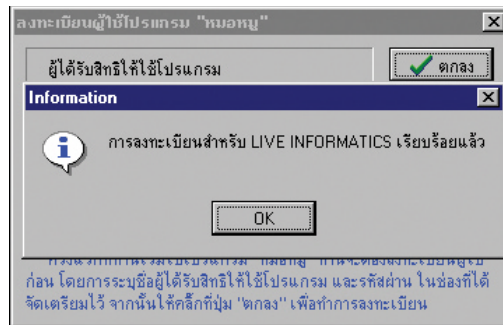 ลงทะเบียนผู้ใช้โปรแกรม "หมอหมู"
ผู้ได้รับสิทธิให้ใช้โปรแกรม
ตกลง
Information
การลงทะเบียนสำหรับ LIVE INFORMATICS เรียบร้อยแล้ว
OK
ก่อน โดยการระบุชื่อผู้ได้รับสิทธิให้ใช้โปรแกรม และรหัสผ่าน ในช่องที่ได้
จัดเตรียมไว้ จากนั้นให้คลิ๊กที่ปุ่ม "ตกลง" เพื่อทำการลงทะเบียน